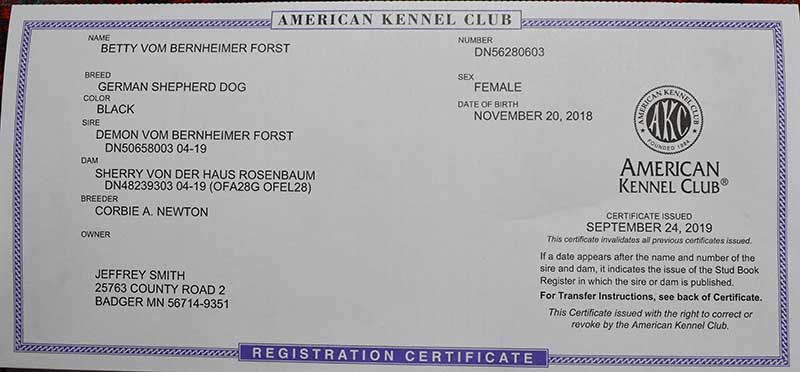 AMERICAN KENNEL CLUB
NAME
BETTY VOM BERNHEIMER FORST
NUMBER
DN56280603
BREED
GERMAN SHEPHERD DOG
SEX
FEMALE
COLOR
BLACK
DATE OF BIRTH
NOVEMBER 20, 2018
SIRE
DEMON VOM BERNHEIMER FORST
DN50658003 04-19
DAM
SHERRY VON DER HAUS ROSENBAUM
DN48239303 04-19 (OFA28G OFEL28)
BREEDER
CORBIE A. NEWTON
OWNER
JEFFREY SMITH
25763 COUNTY ROAD 2
BADGER MN 56714-9351
AMERICAN KENNEL CLUB
AKC
FOUNDED 1884
AMERICAN
KENNEL CLUB®
CERTIFICATE ISSUED
SEPTEMBER 24, 2019
This certificate invalidates all previous certificates issued.
If a date appears after the name and number of the
sire and dam, it indicates the issue of the Stud Book
Register in which the sire or dam is published.
For Transfer Instructions, see back of Certificate.
This Certificate issued with the right to correct or
revoke by the American Kennel Club.
REGISTRATION CERTIFICATE